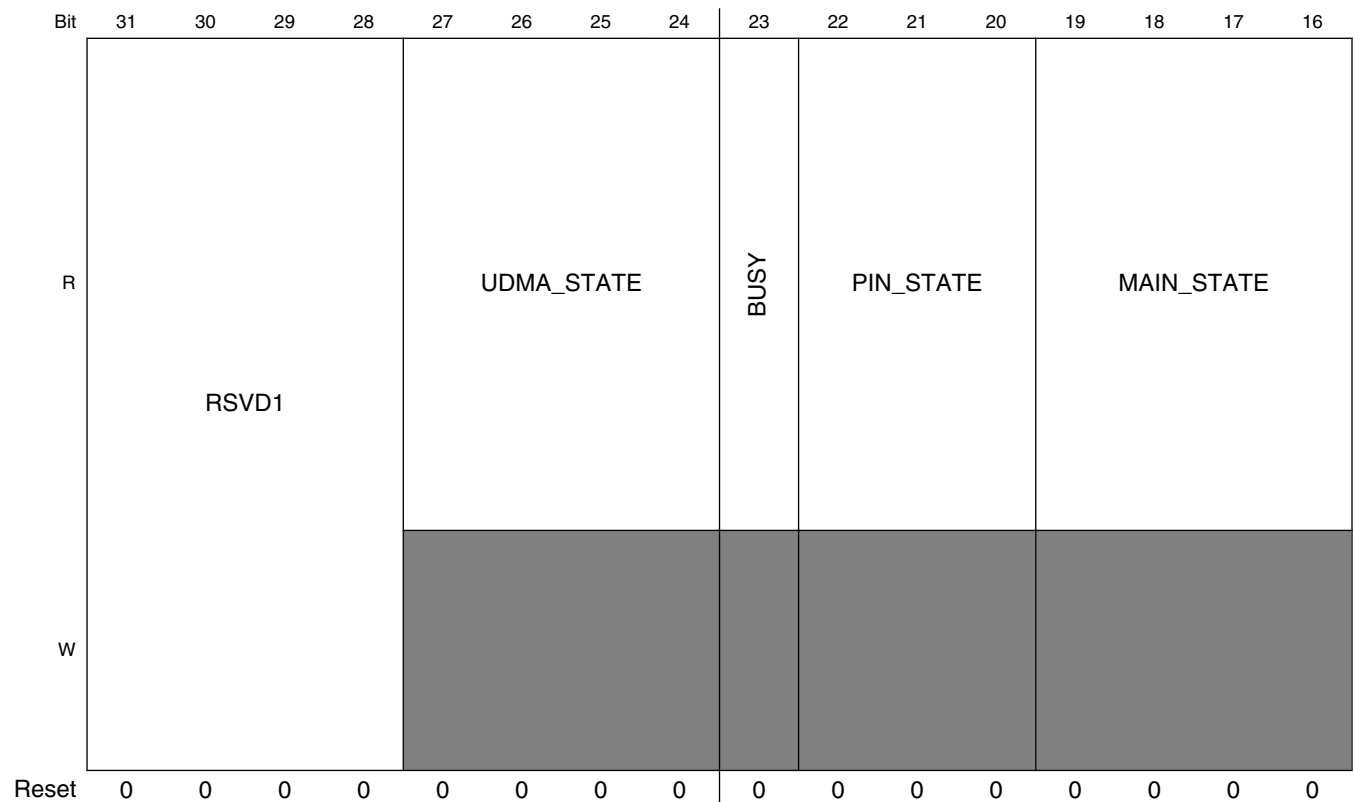 Bit 31 30 29 28 27 26 25 24 23 22 21 20 19 18 17 16
R UDMA_STATE BUSY PIN_STATE MAIN_STATE
RSVD1
W
Reset 0 0 0 0 0 0 0 0 0 0 0 0 0 0 0 0